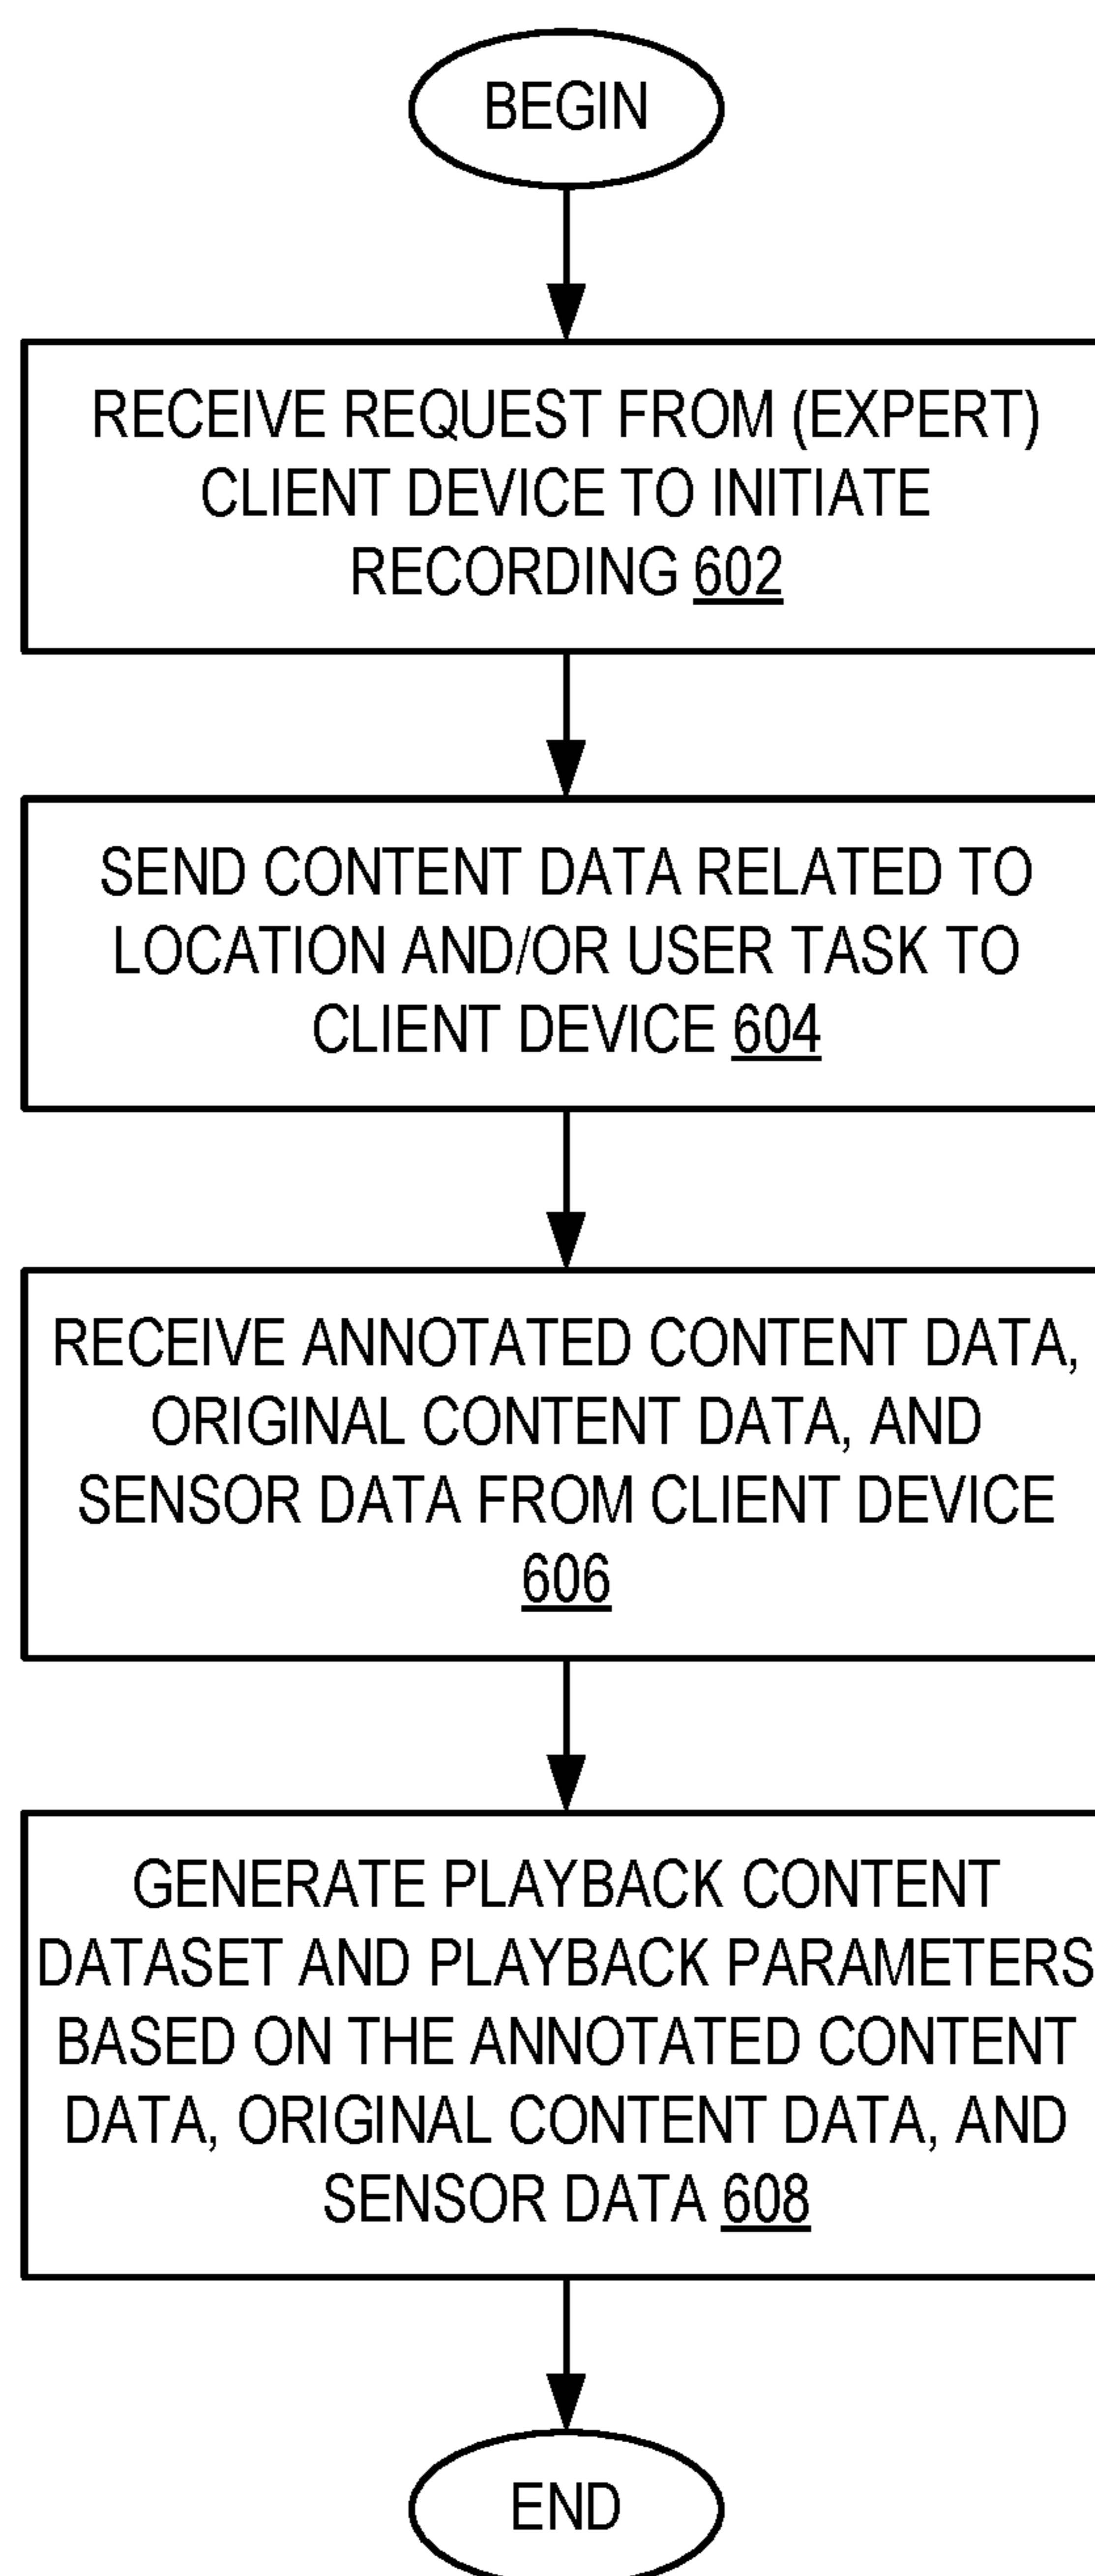 BEGIN
RECEIVE REQUEST FROM (EXPERT)
CLIENT DEVICE TO INITIATE
RECORDING 602
SEND CONTENT DATA RELATED TO
LOCATION AND/OR USER TASK TO
CLIENT DEVICE 604
RECEIVE ANNOTATED CONTENT DATA,
ORIGINAL CONTENT DATA, AND
SENSOR DATA FROM CLIENT DEVICE
606
GENERATE PLAYBACK CONTENT
DATASET AND PLAYBACK PARAMETERS
BASED ON THE ANNOTATED CONTENT
DATA, ORIGINAL CONTENT DATA, AND
SENSOR DATA 608
END